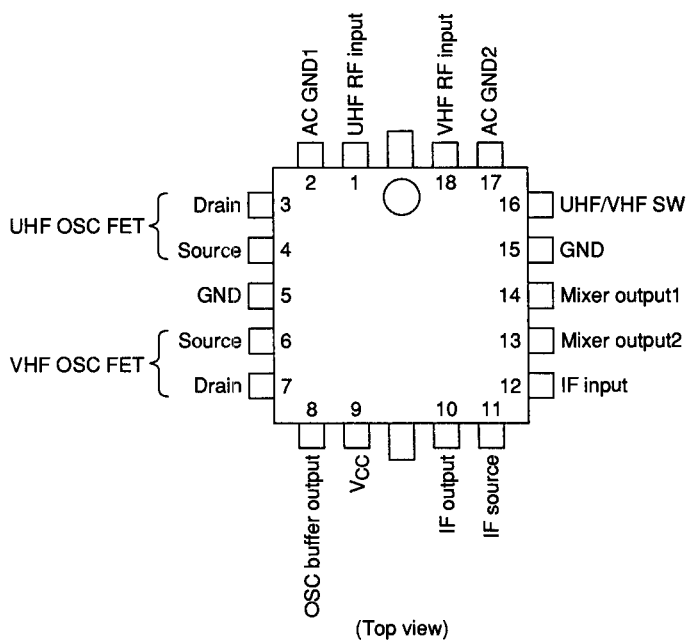 AC GND1
UHF RF input
VHF RF input
AC GND2
2
1
18
17
UHF OSC FET
Drain
3
Source
4
GND
5
VHF OSC FET
Source
6
Drain
7
16
UHF/VHF SW
15
GND
14
Mixer output1
13
Mixer output2
12
IF input
8
9
10
11
OSC buffer output
VCC
IF output
IF source
(Top view)